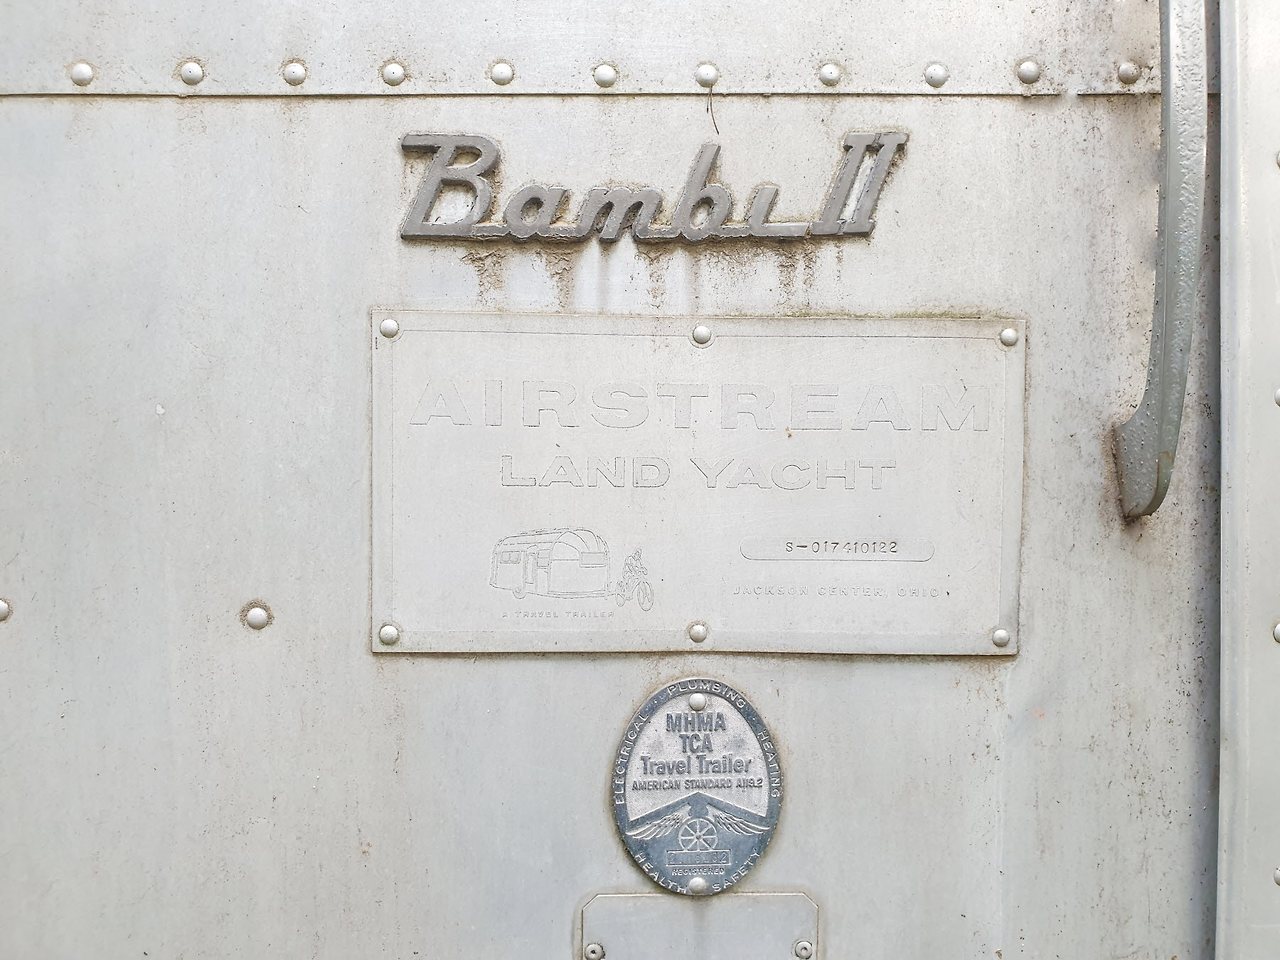 Bambi II
AIRSTREAM
LAND YACHT
S-017410122
JACKSON CENTER, OHIO
A TRAVEL TRAILER
ELECTRICAL · PLUMBING · HEATING
MHMA
TCA
Travel Trailer
AMERICAN STANDARD A119.2
REGISTERED
HEALTH SAFETY